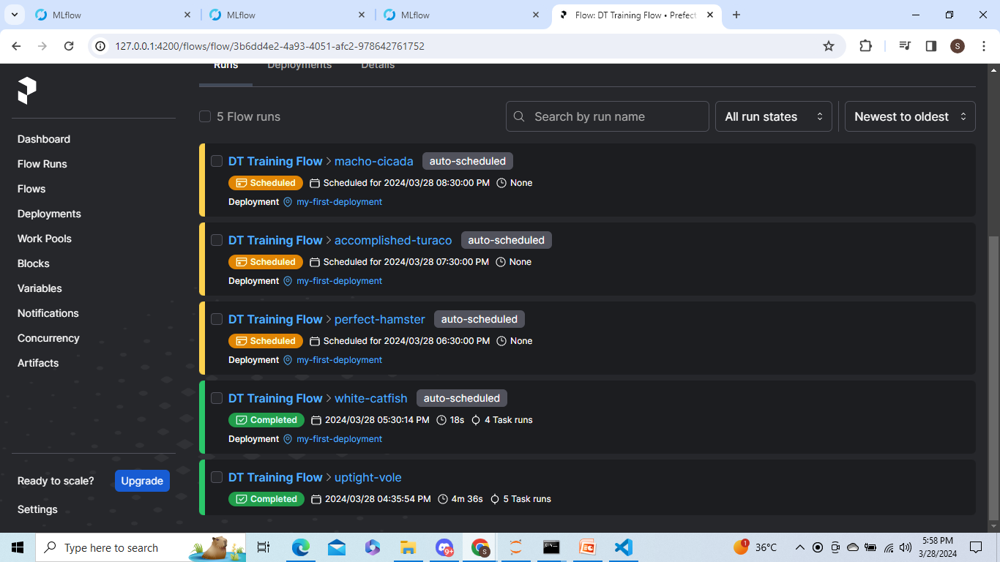 MLflow
MLflow
MLflow
Flow: DT Training Flow • Prefect
127.0.0.1:4200/flows/flow/3b6dd4e2-4a93-4051-afc2-978642761752
S
Runs Deployments Details
5 Flow runs
Search by run name
All run states
Newest to oldest
Dashboard
Flow Runs
Flows
Deployments
Work Pools
Blocks
Variables
Notifications
Concurrency
Artifacts
Ready to scale?
Upgrade
Settings
DT Training Flow > macho-cicada auto-scheduled
Scheduled Scheduled for 2024/03/28 08:30:00 PM None
Deployment my-first-deployment
DT Training Flow > accomplished-turaco auto-scheduled
Scheduled Scheduled for 2024/03/28 07:30:00 PM None
Deployment my-first-deployment
DT Training Flow > perfect-hamster auto-scheduled
Scheduled Scheduled for 2024/03/28 06:30:00 PM None
Deployment my-first-deployment
DT Training Flow > white-catfish auto-scheduled
Completed 2024/03/28 05:30:14 PM 18s 4 Task runs
Deployment my-first-deployment
DT Training Flow > uptight-vole
Completed 2024/03/28 04:35:54 PM 4m 36s 5 Task runs
Type here to search
9+
S
1
36°C
5:58 PM
3/28/2024